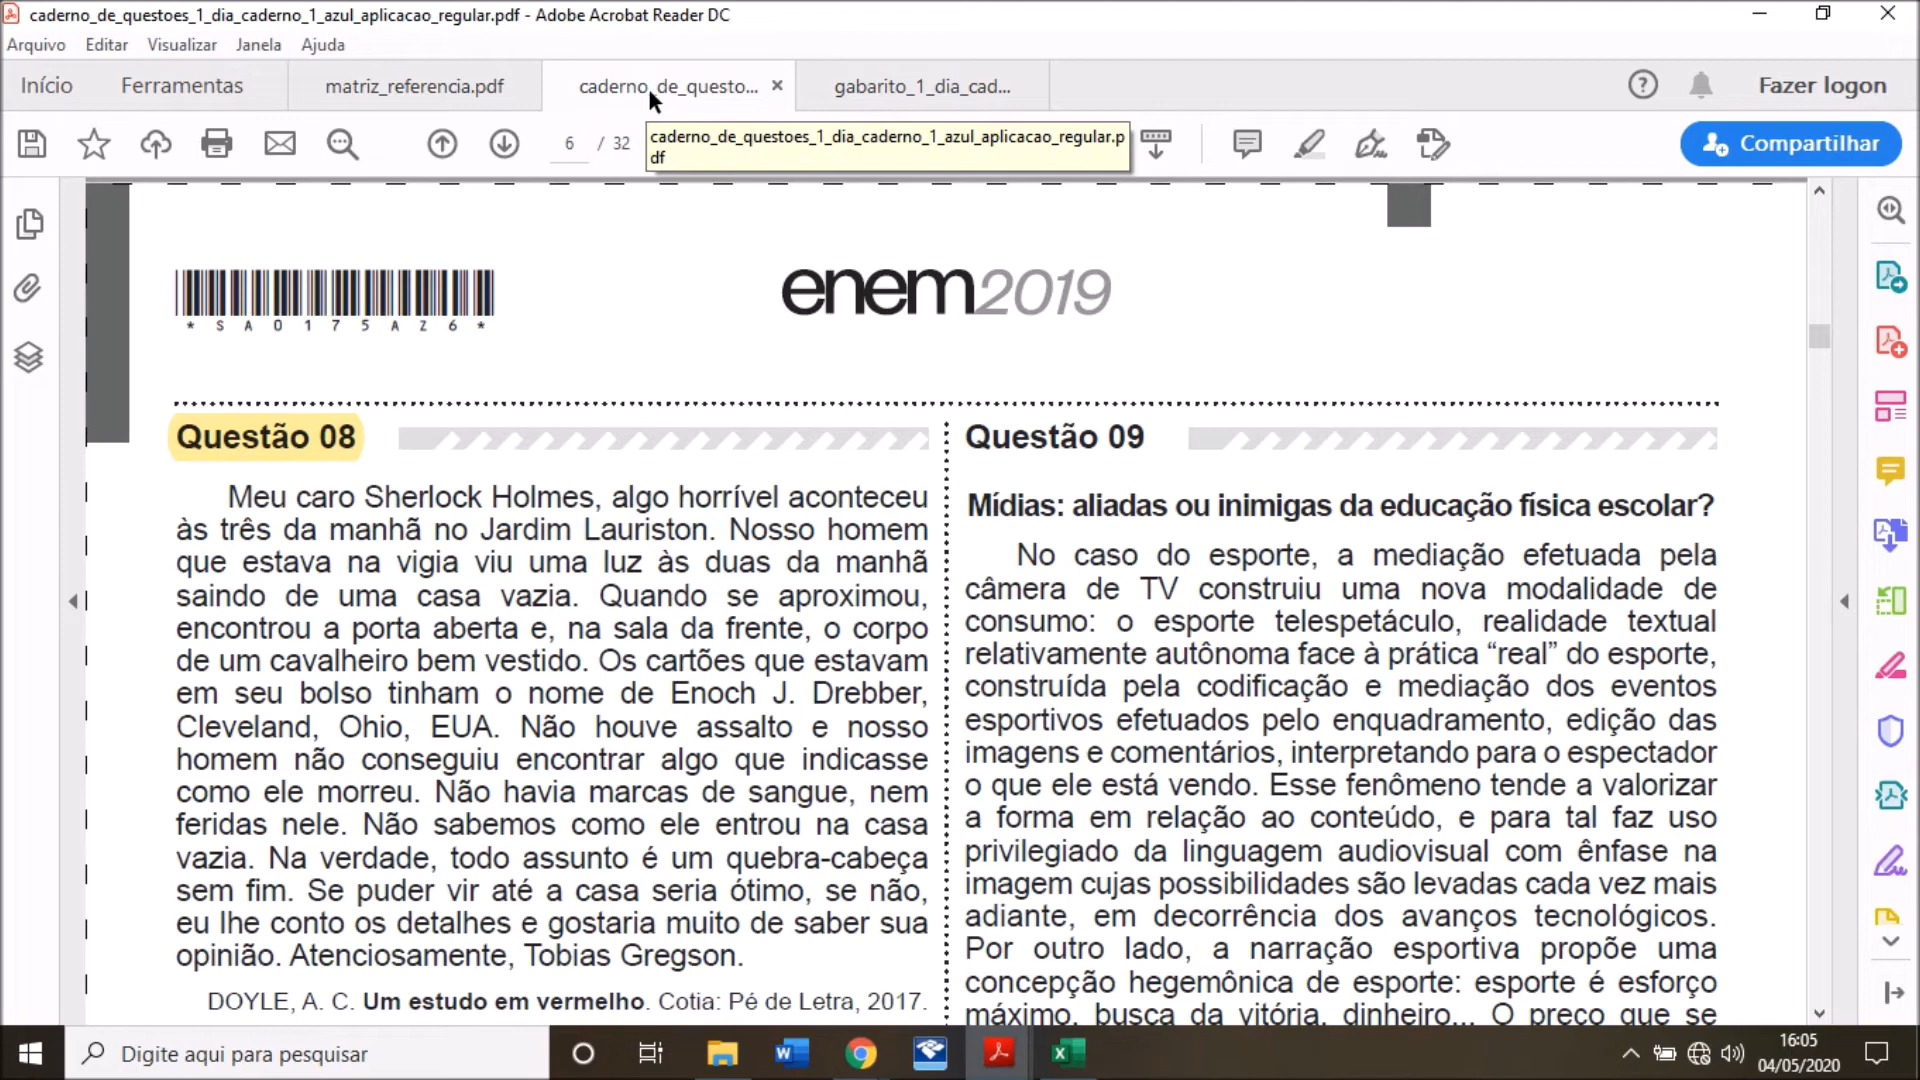 caderno_de_questoes_1_dia_caderno_1_azul_aplicacao_regular.pdf - Adobe Acrobat Reader DC
Arquivo Editar Visualizar Janela Ajuda
Início Ferramentas matriz_referencia.pdf caderno_de_questo... gabarito_1_dia_cad... Fazer logon
6 / 32
caderno_de_questoes_1_dia_caderno_1_azul_aplicacao_regular.p
df
Compartilhar
enem2019
*SA0175AZ6*
Questão 08
Meu caro Sherlock Holmes, algo horrível aconteceu
às três da manhã no Jardim Lauriston. Nosso homem
que estava na vigia viu uma luz às duas da manhã
saindo de uma casa vazia. Quando se aproximou,
encontrou a porta aberta e, na sala da frente, o corpo
de um cavalheiro bem vestido. Os cartões que estavam
em seu bolso tinham o nome de Enoch J. Drebber,
Cleveland, Ohio, EUA. Não houve assalto e nosso
homem não conseguiu encontrar algo que indicasse
como ele morreu. Não havia marcas de sangue, nem
feridas nele. Não sabemos como ele entrou na casa
vazia. Na verdade, todo assunto é um quebra-cabeça
sem fim. Se puder vir até a casa seria ótimo, se não,
eu lhe conto os detalhes e gostaria muito de saber sua
opinião. Atenciosamente, Tobias Gregson.
DOYLE, A. C. Um estudo em vermelho. Cotia: Pé de Letra, 2017.
Questão 09
Mídias: aliadas ou inimigas da educação física escolar?
No caso do esporte, a mediação efetuada pela
câmera de TV construiu uma nova modalidade de
consumo: o esporte telespetáculo, realidade textual
relativamente autônoma face à prática “real” do esporte,
construída pela codificação e mediação dos eventos
esportivos efetuados pelo enquadramento, edição das
imagens e comentários, interpretando para o espectador
o que ele está vendo. Esse fenômeno tende a valorizar
a forma em relação ao conteúdo, e para tal faz uso
privilegiado da linguagem audiovisual com ênfase na
imagem cujas possibilidades são levadas cada vez mais
adiante, em decorrência dos avanços tecnológicos.
Por outro lado, a narração esportiva propõe uma
concepção hegemônica de esporte: esporte é esforço
máximo, busca da vitória, dinheiro... O preço que se
Digite aqui para pesquisar
16:05
04/05/2020